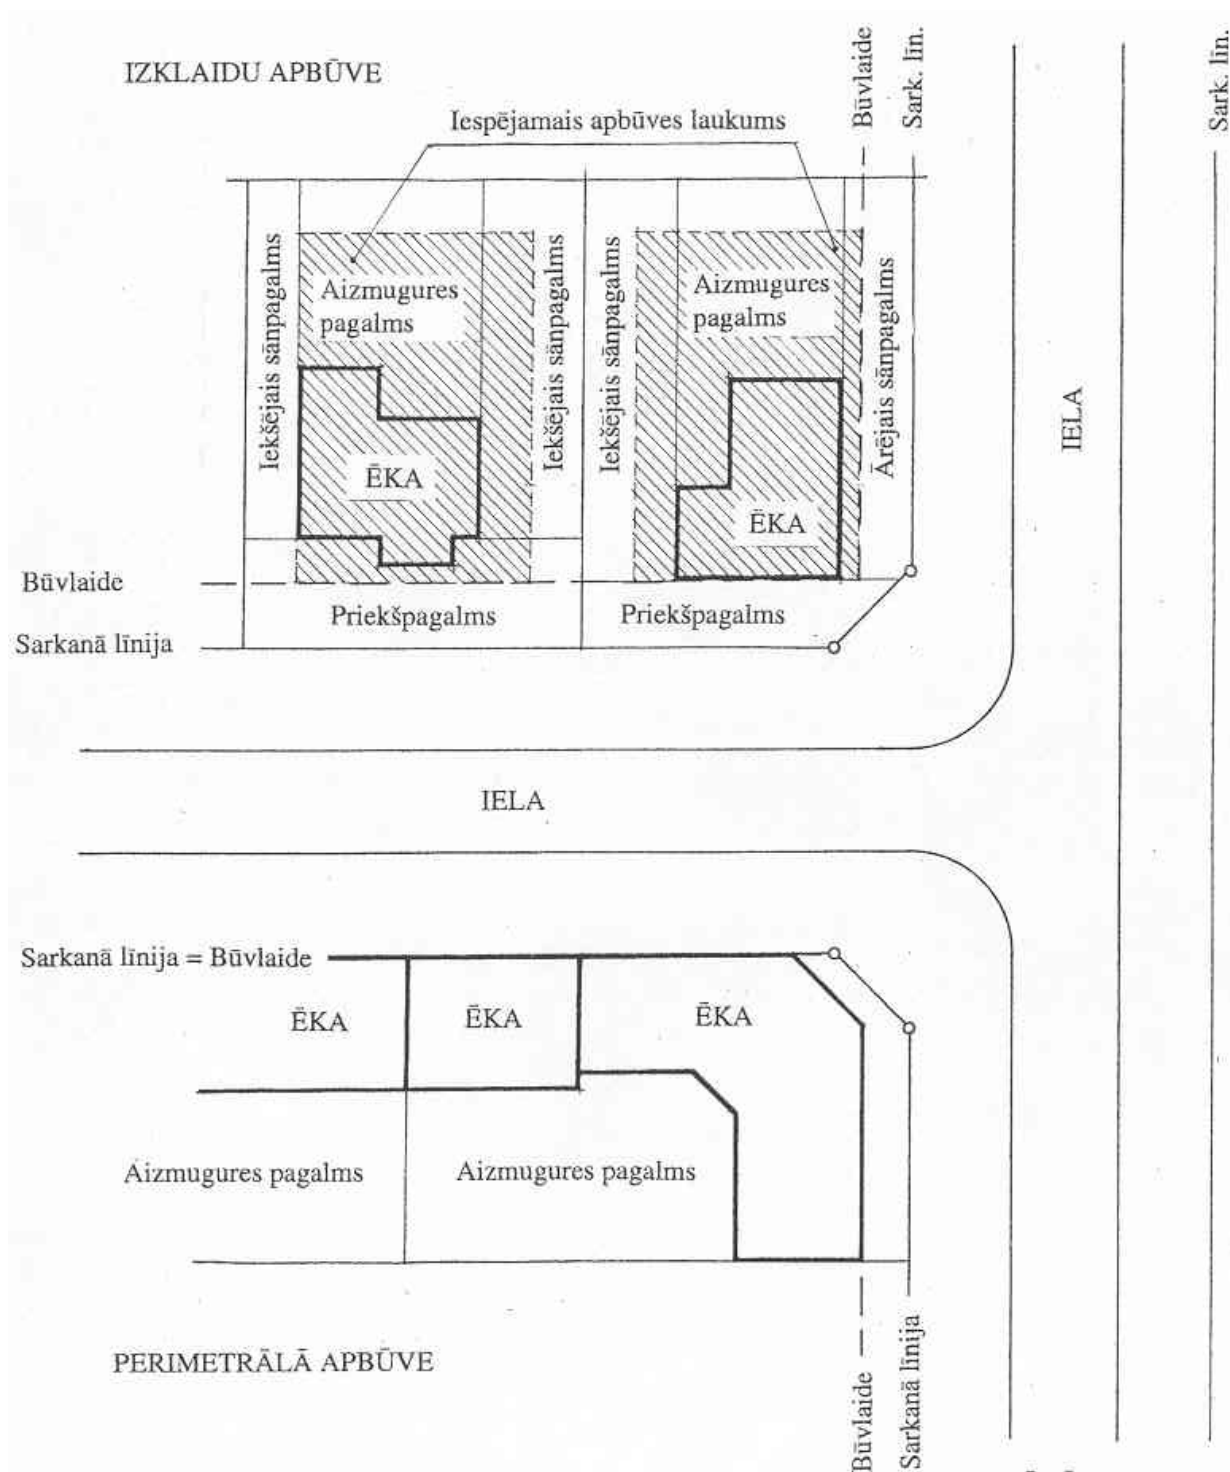 IZKLAIDU APBŪVE
Būvlaide
Sark. līn.
Sark. līn.
Iespējamais apbūves laukums
Iekšējais sānpagalms
Aizmugures
pagalms
Iekšējais sānpagalms
Iekšējais sānpagalms
Aizmugures
pagalms
Ārējais sānpagalms
IELA
ĒKA
ĒKA
Būvlaide
Priekšpagalms
Priekšpagalms
Sarkanā līnija
IELA
Sarkanā līnija = Būvlaide
ĒKA
ĒKA
ĒKA
Aizmugures pagalms
Aizmugures pagalms
PERIMETRĀLĀ APBŪVE
Būvlaide
Sarkanā līnija